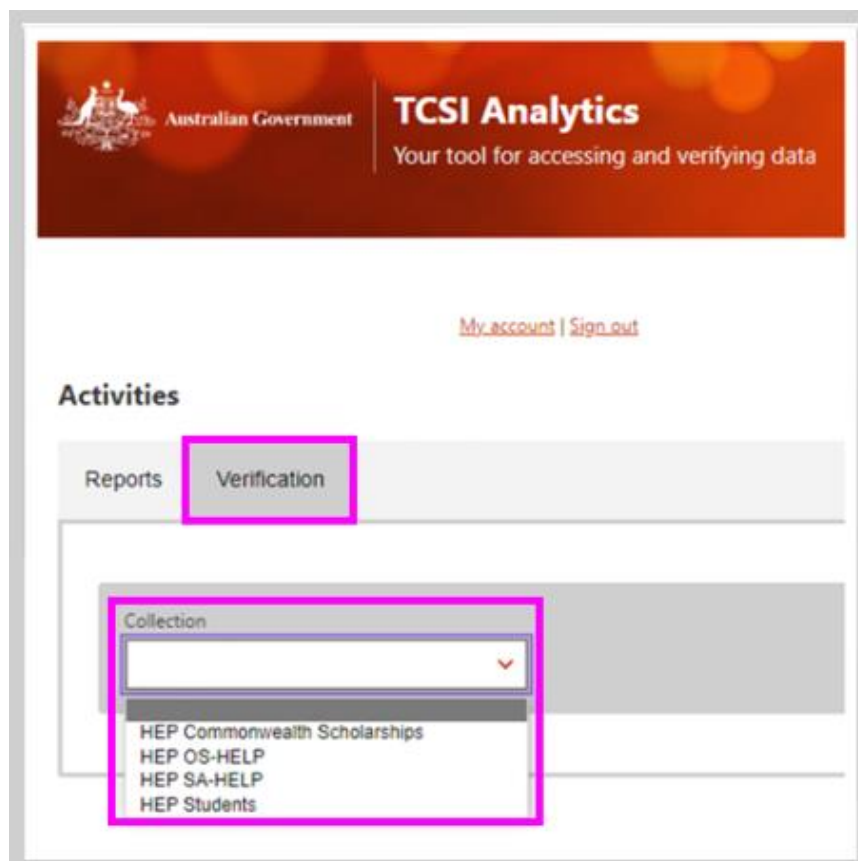 Australian Government
TCSI Analytics
Your tool for accessing and verifying data
My account | Sign out
Activities
Reports Verification
Collection
HEP Commonwealth Scholarships
HEP OS-HELP
HEP SA-HELP
HEP Students